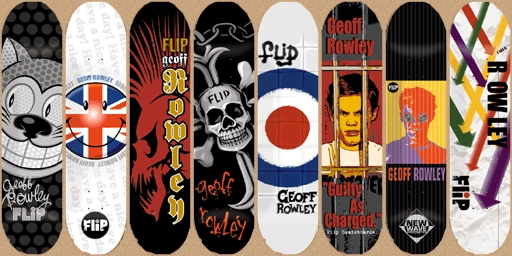 Geoff
Rowley
FLIP
GEOFF ROWLEY
FLIP
FLIP
geoff
Rowley
FLIP
geoff
rowley
flip
GEOFF
ROWLEY
Geoff
Rowley
"Guilty
As
Charged."
Flip Skateboards
FLIP
GEOFF ROWLEY
NEW
WAVE
ROWLEY
FLIP